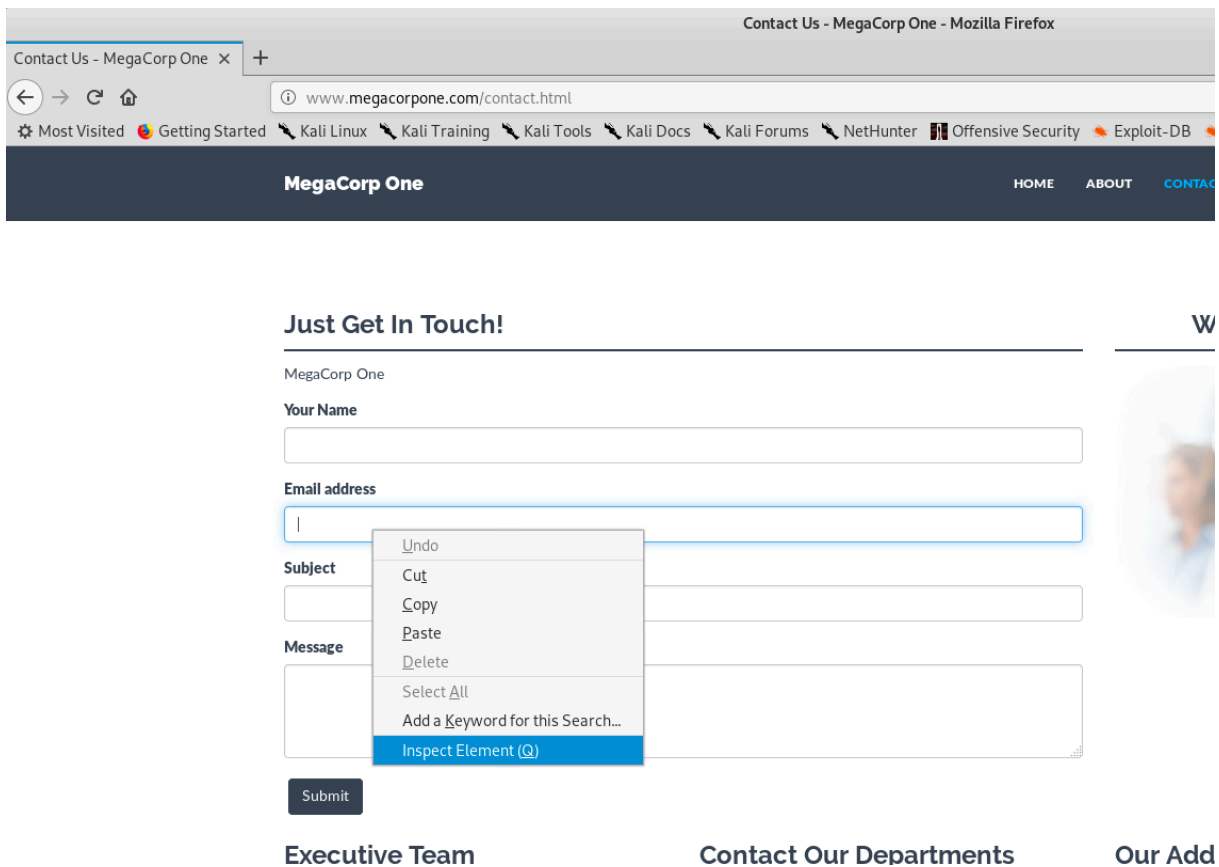 Contact Us - MegaCorp One - Mozilla Firefox
Contact Us - MegaCorp One × +
www.megacorpone.com/contact.html
Most Visited Getting Started Kali Linux Kali Training Kali Tools Kali Docs Kali Forums NetHunter Offensive Security Exploit-DB
MegaCorp One HOME ABOUT CONTAC
Just Get In Touch! W
MegaCorp One
Your Name
Email address
Undo
Subject
Cut
Copy
Paste
Message
Delete
Select All
Add a Keyword for this Search...
Inspect Element (Q)
Submit
Executive Team Contact Our Departments Our Add